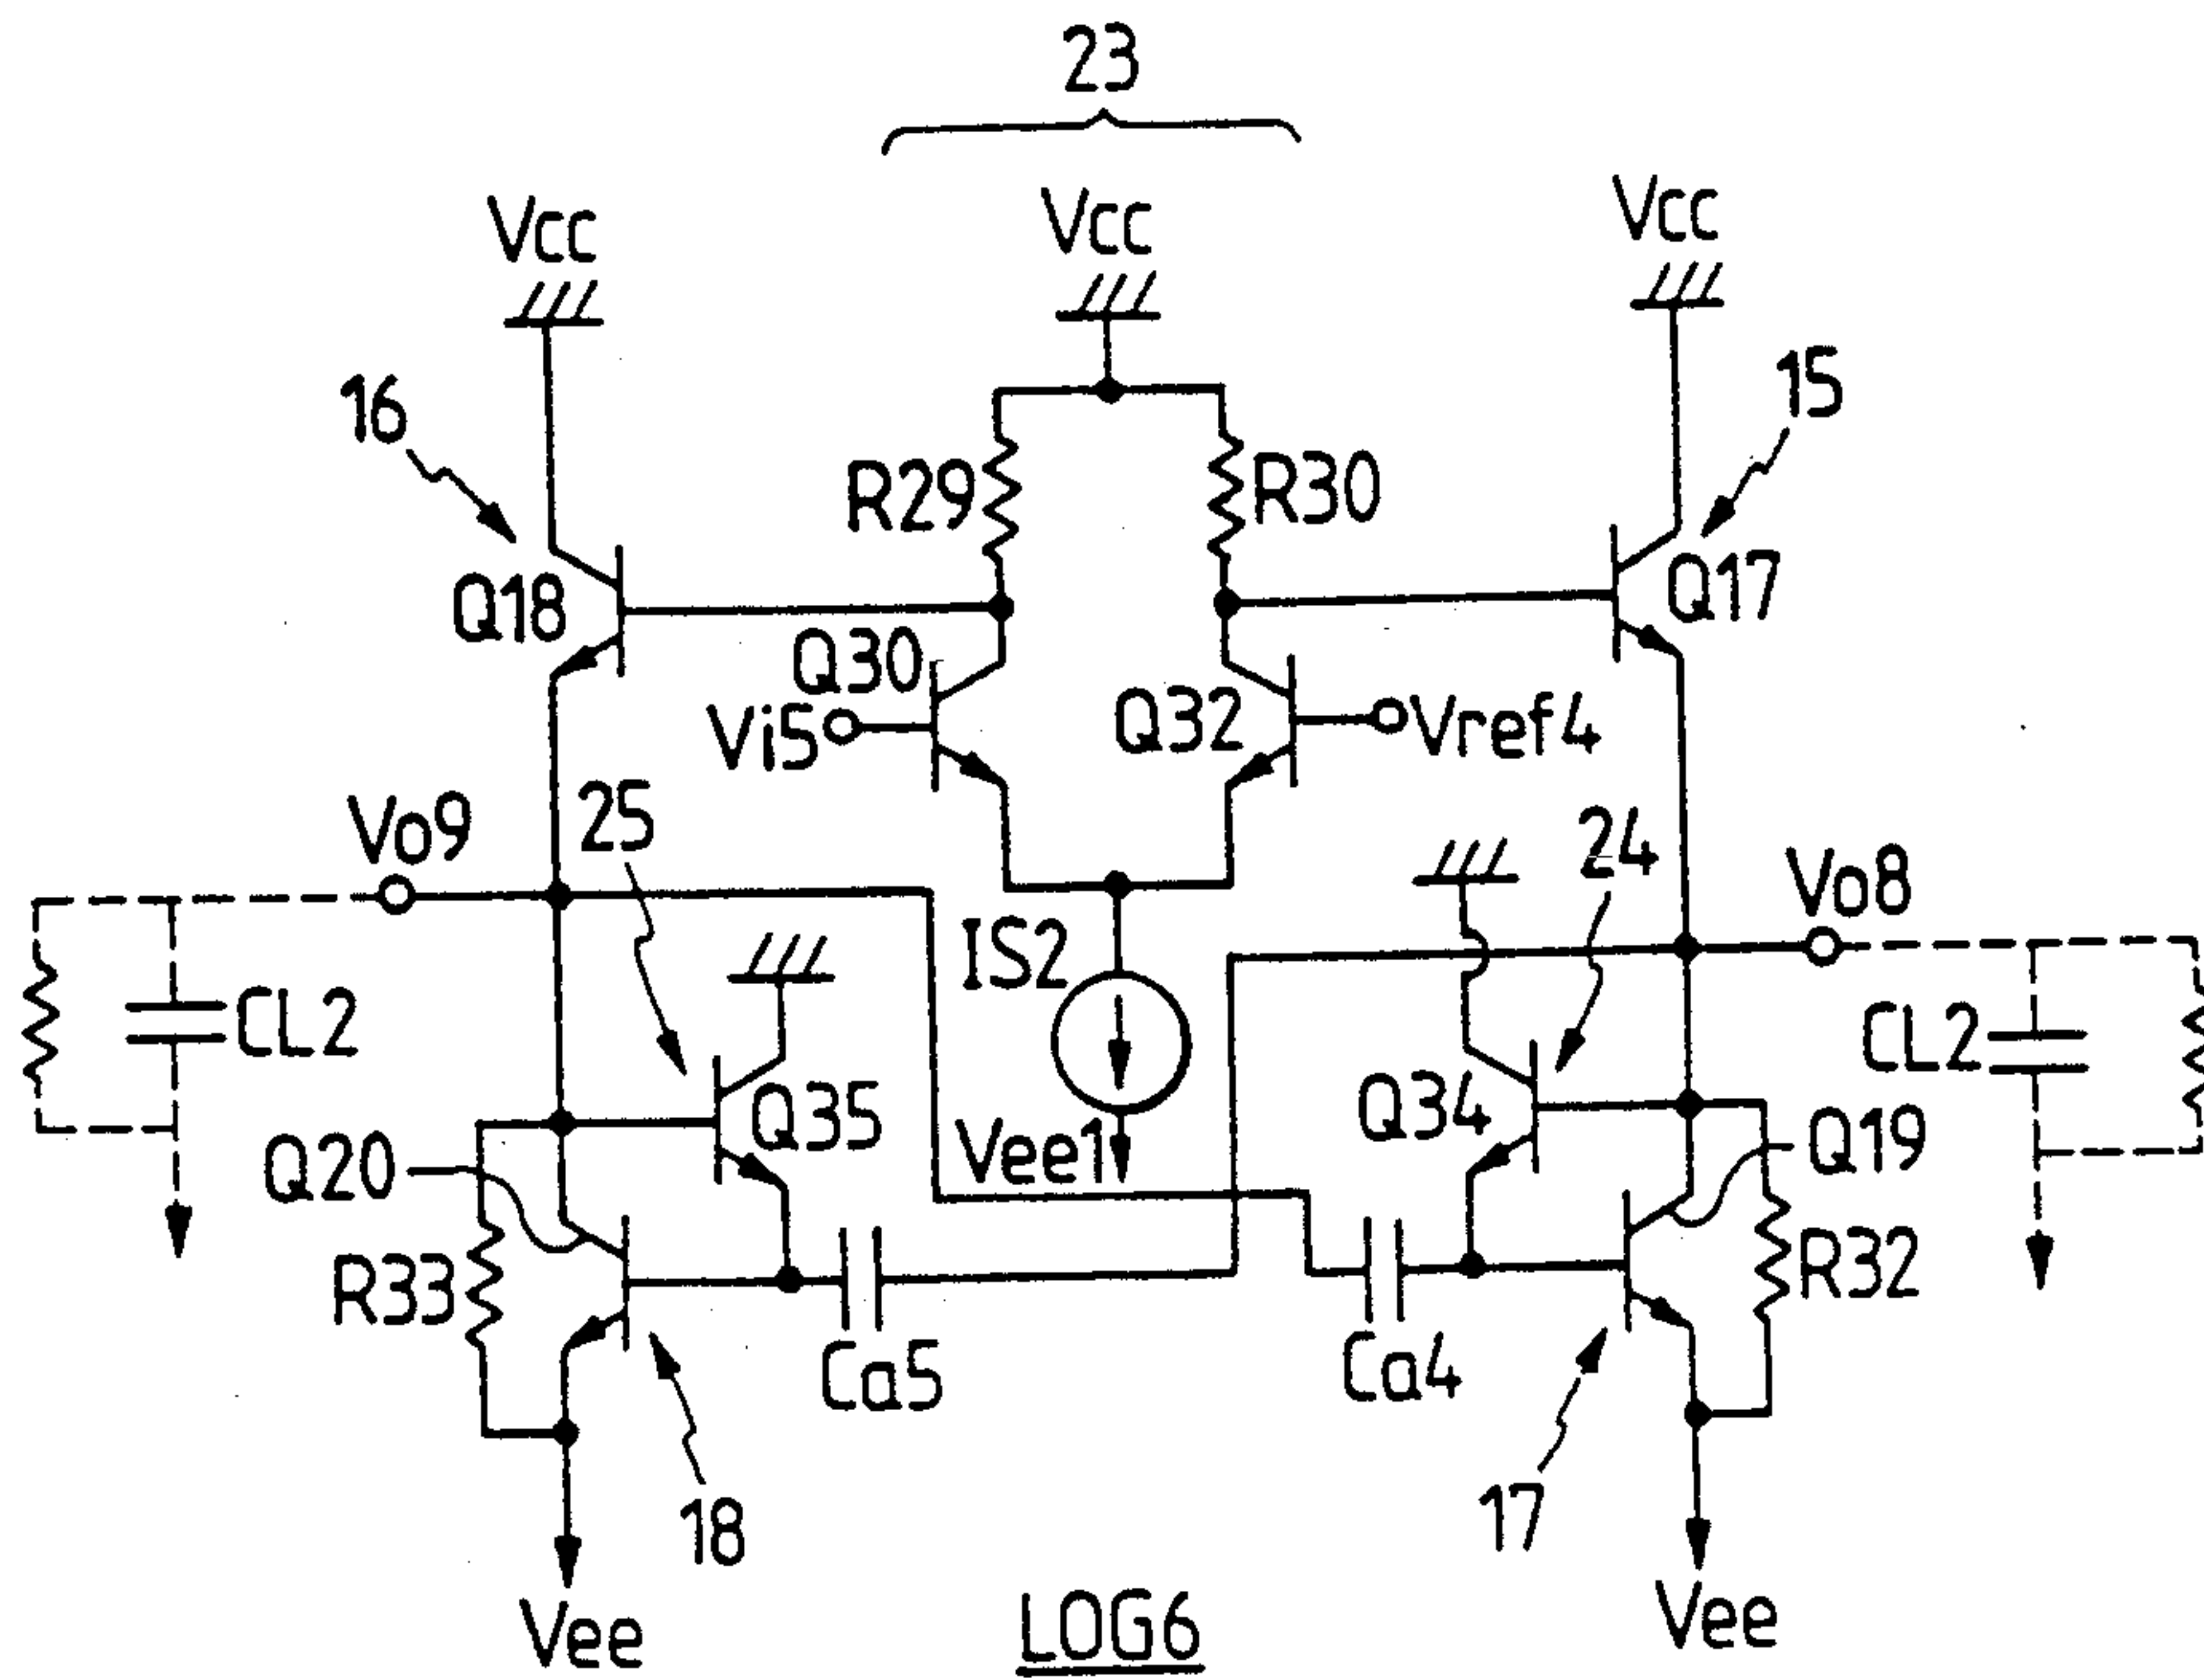 23
Vcc
Vcc
Vcc
16
15
R29
R30
Q18
Q17
Q30
Q32
Vi5
Vref4
Vo9
25
24
Vo8
IS2
CL2
CL2
Q35
Q34
Q20
Vee1
Q19
R33
R32
Ca5
Ca4
18
17
Vee
LOG6
Vee